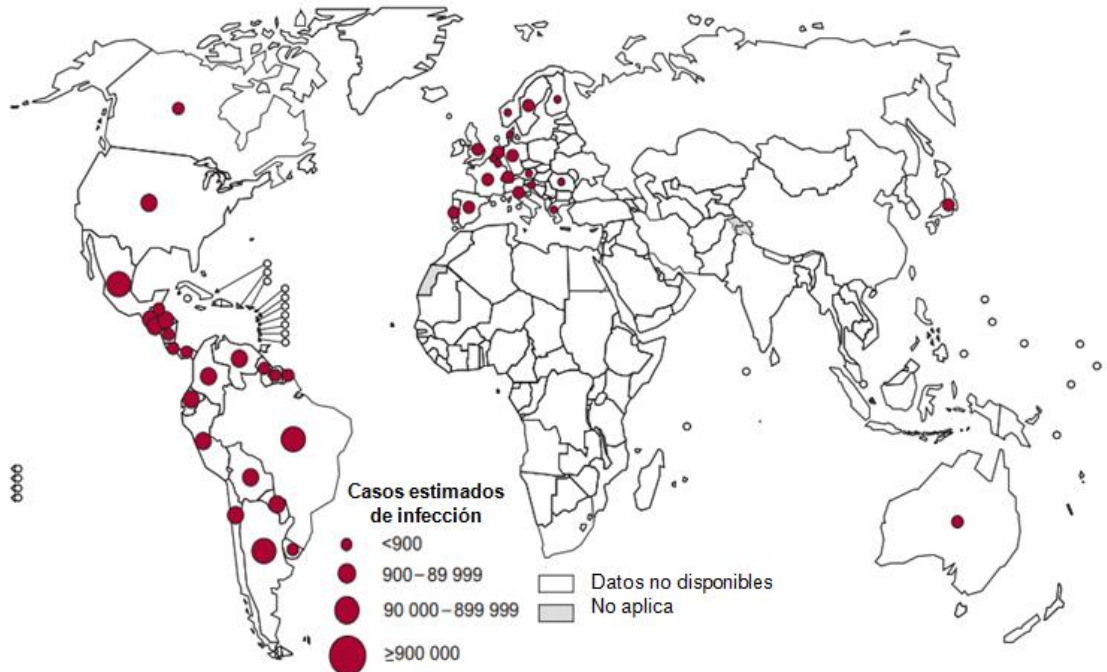 Casos estimados
de infección
<900
900–89 999
90 000–899 999
≥900 000
Datos no disponibles
No aplica